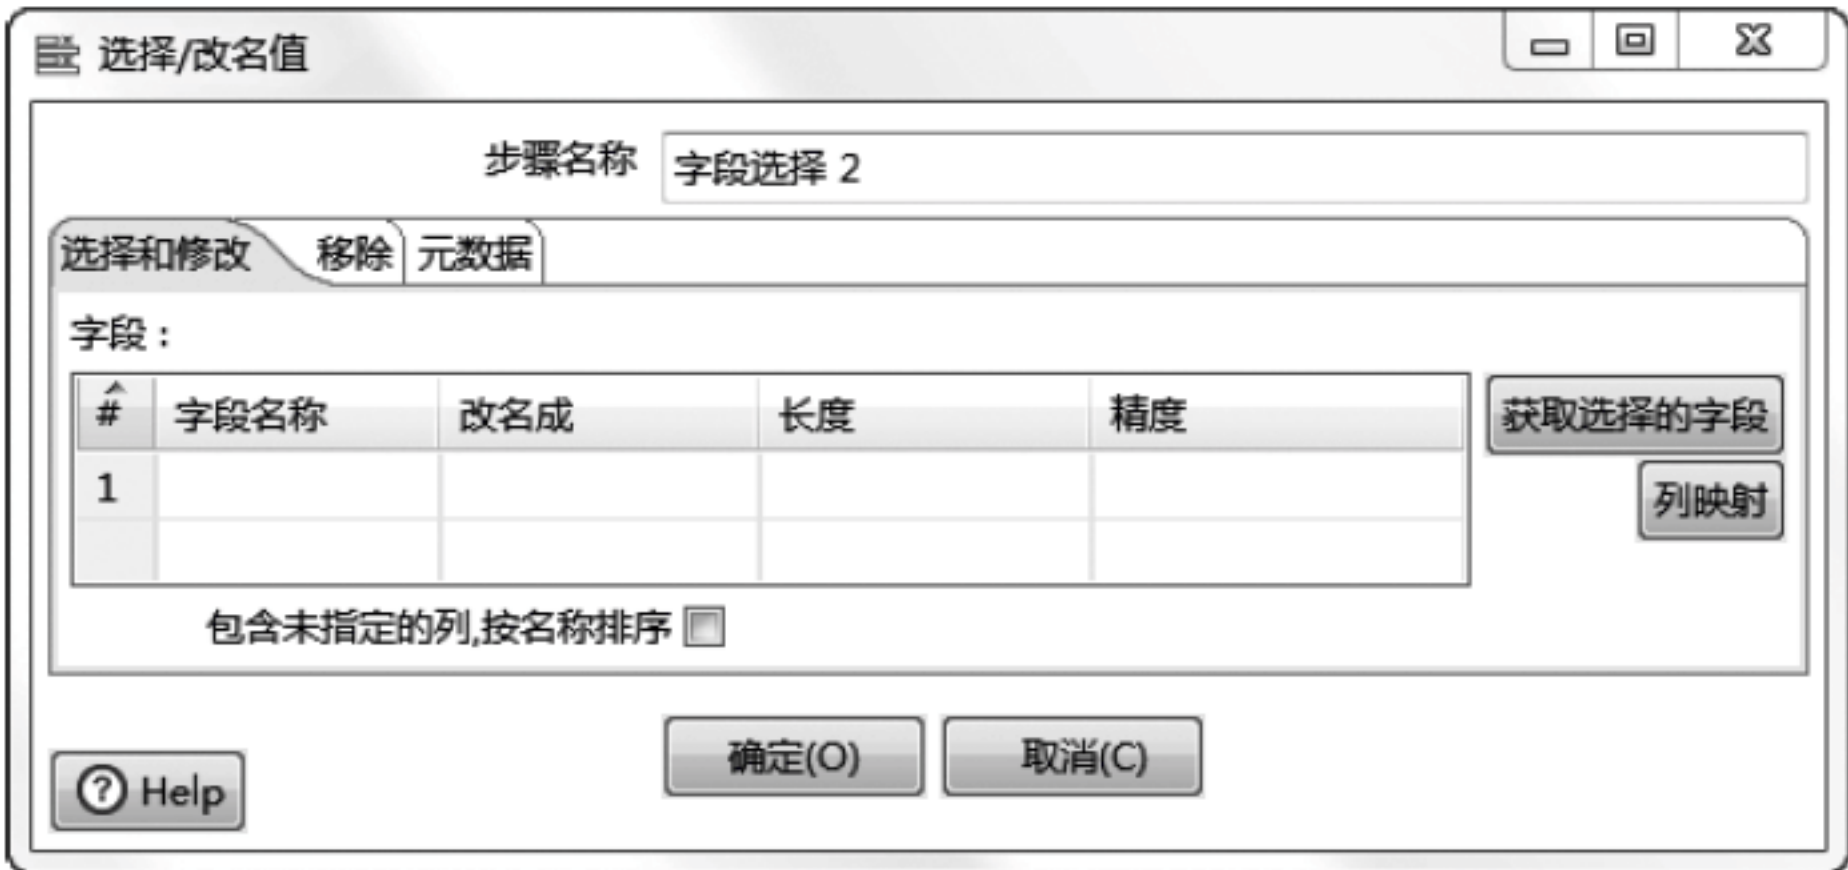 选择/改名值
步骤名称 字段选择 2
选择和修改 移除 元数据
字段：
# 字段名称 改名成 长度 精度 获取选择的字段
1
列映射
包含未指定的列,按名称排序
确定(O) 取消(C)
Help